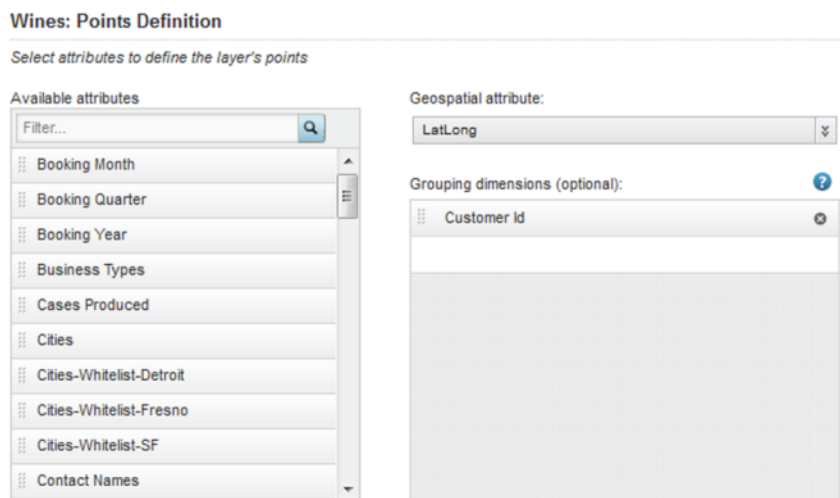 Wines: Points Definition
Select attributes to define the layer's points
Available attributes
Filter...
Booking Month
Booking Quarter
Booking Year
Business Types
Cases Produced
Cities
Cities-Whitelist-Detroit
Cities-Whitelist-Fresno
Cities-Whitelist-SF
Contact Names
Geospatial attribute:
LatLong
Grouping dimensions (optional):
?
Customer Id